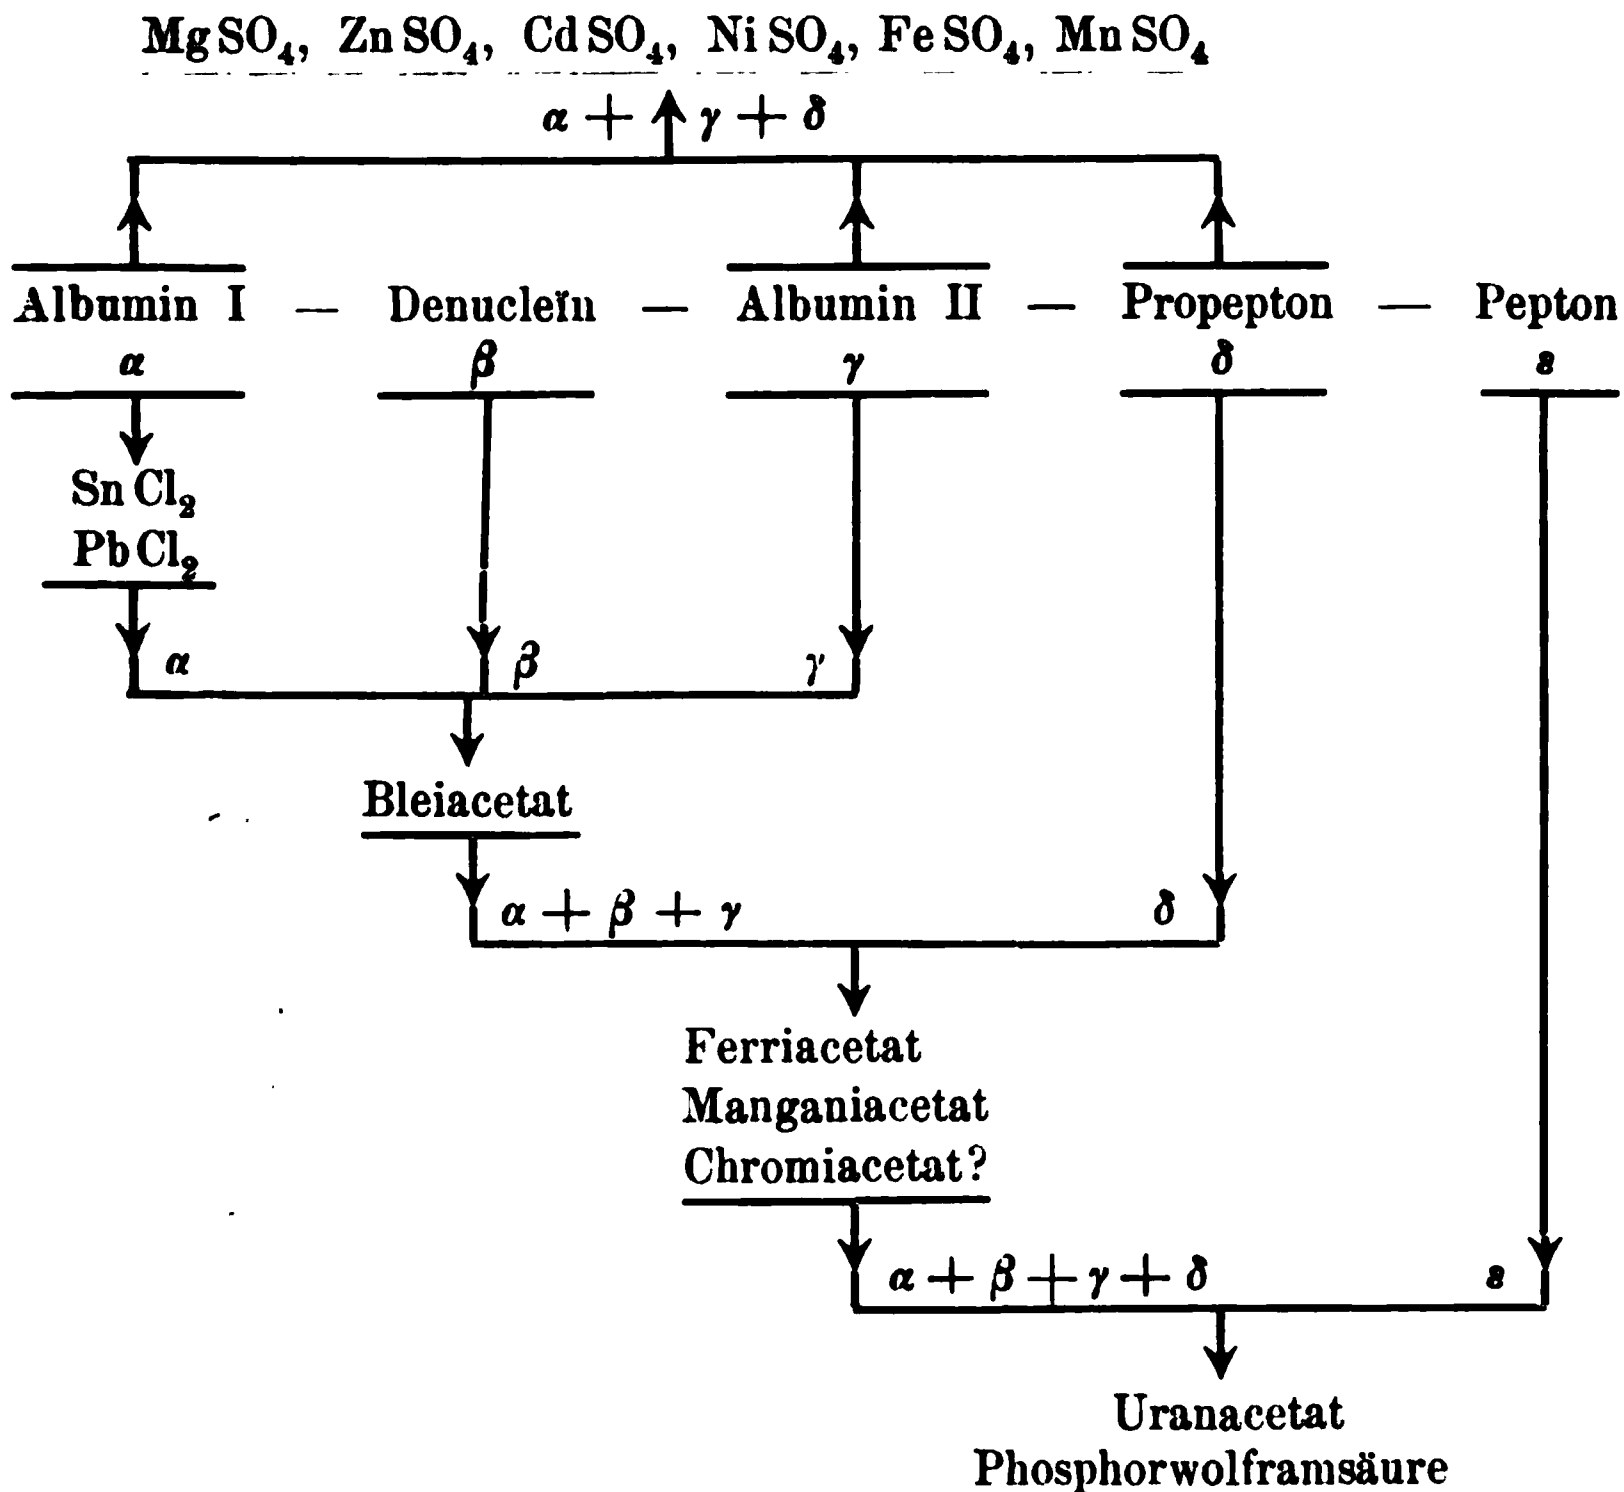 MgSO₄, ZnSO₄, CdSO₄, NiSO₄, FeSO₄, MnSO₄
α + γ + δ
Albumin I — Denucleïn — Albumin II — Propepton — Pepton
α β γ δ ε
SnCl₂
PbCl₂
α β γ
Bleiacetat
α + β + γ δ
Ferriacetat
Manganiacetat
Chromiacetat?
α + β + γ + δ ε
Uranacetat
Phosphorwolframsäure